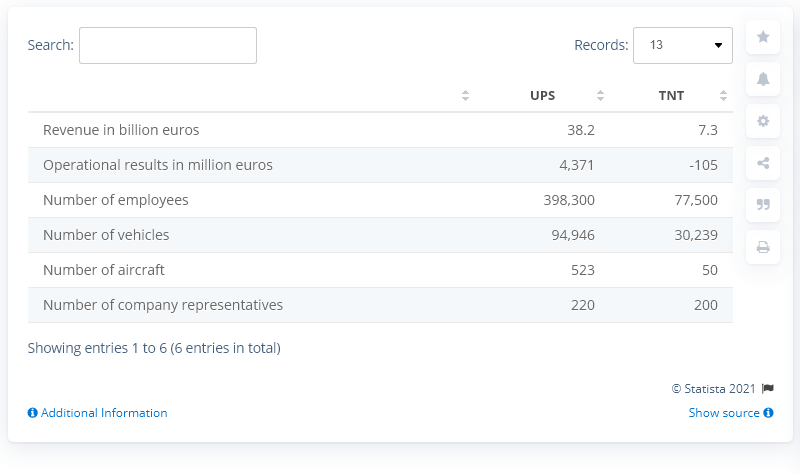 Search: Records: 13
UPS TNT
Revenue in billion euros 38.2 7.3
Operational results in million euros 4,371 -105
Number of employees 398,300 77,500
Number of vehicles 94,946 30,239
Number of aircraft 523 50
Number of company representatives 220 200
Showing entries 1 to 6 (6 entries in total)
© Statista 2021
Additional Information Show source